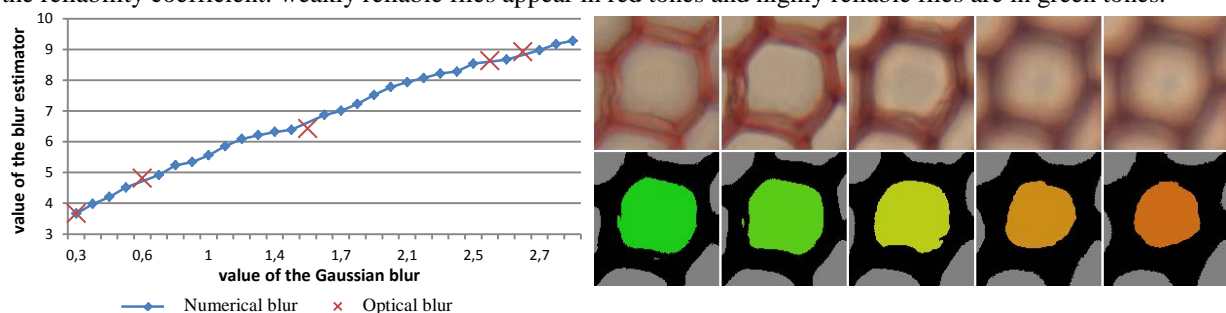 the reliability coefficient. Weakly reliable files appear in red tones and highly reliable files are in green tones.
10
9
8
7
6
5
4
3
value of the blur estimator
0,3 0,6 1 1,4 1,7 2,1 2,5 2,7
value of the Gaussian blur
Numerical blur Optical blur